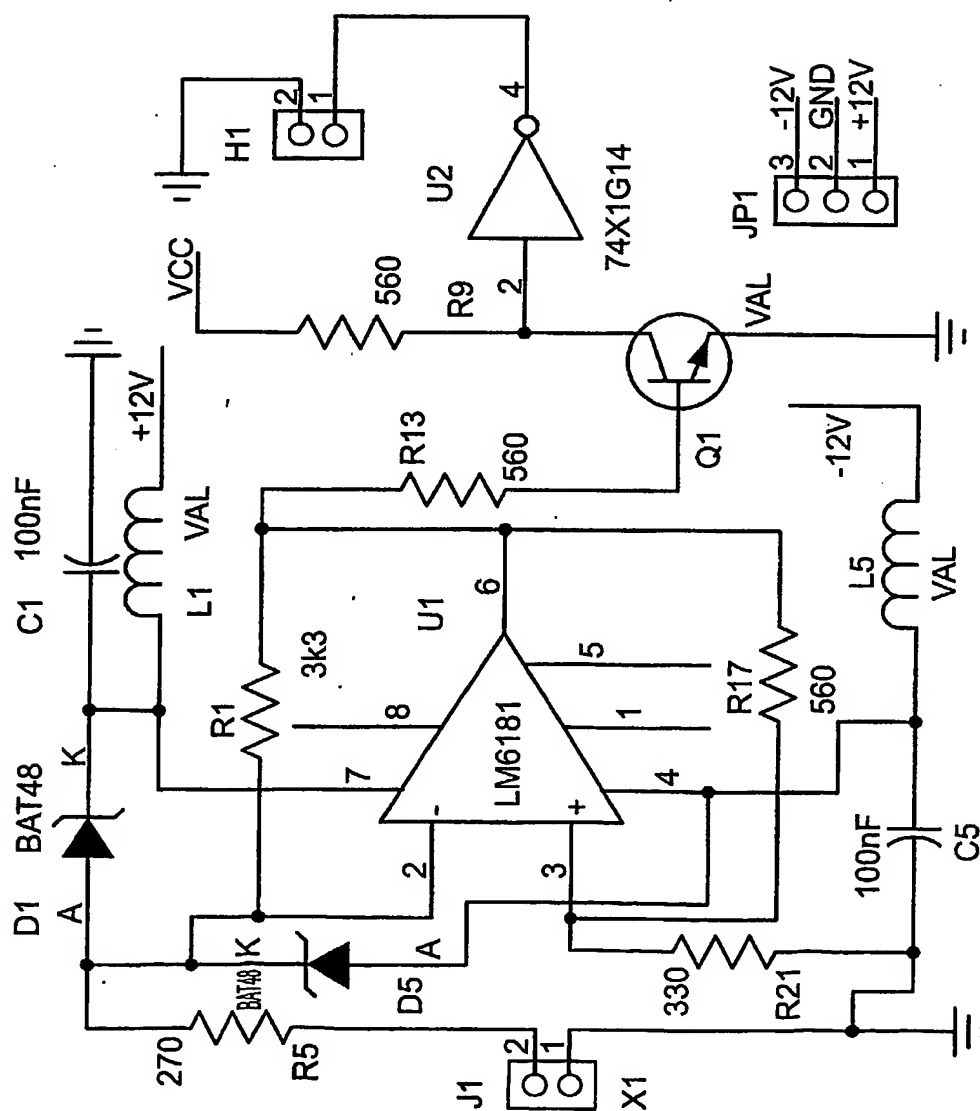 H1
2
1
4
U2
74X1G14
2
-12V
GND
+12V
3
2
1
JP1
VCC
560
R9
VAL
Q1
+12V
C1
100nF
L1
VAL
R13
560
-12V
L5
VAL
U1
6
R1
3k3
8
5
7
LM6181
1
R17
560
4
-
+
2
3
100nF
C5
D1
BAT48
A
K
BAT48
K
A
D5
330
R21
270
R5
J1
2
1
X1